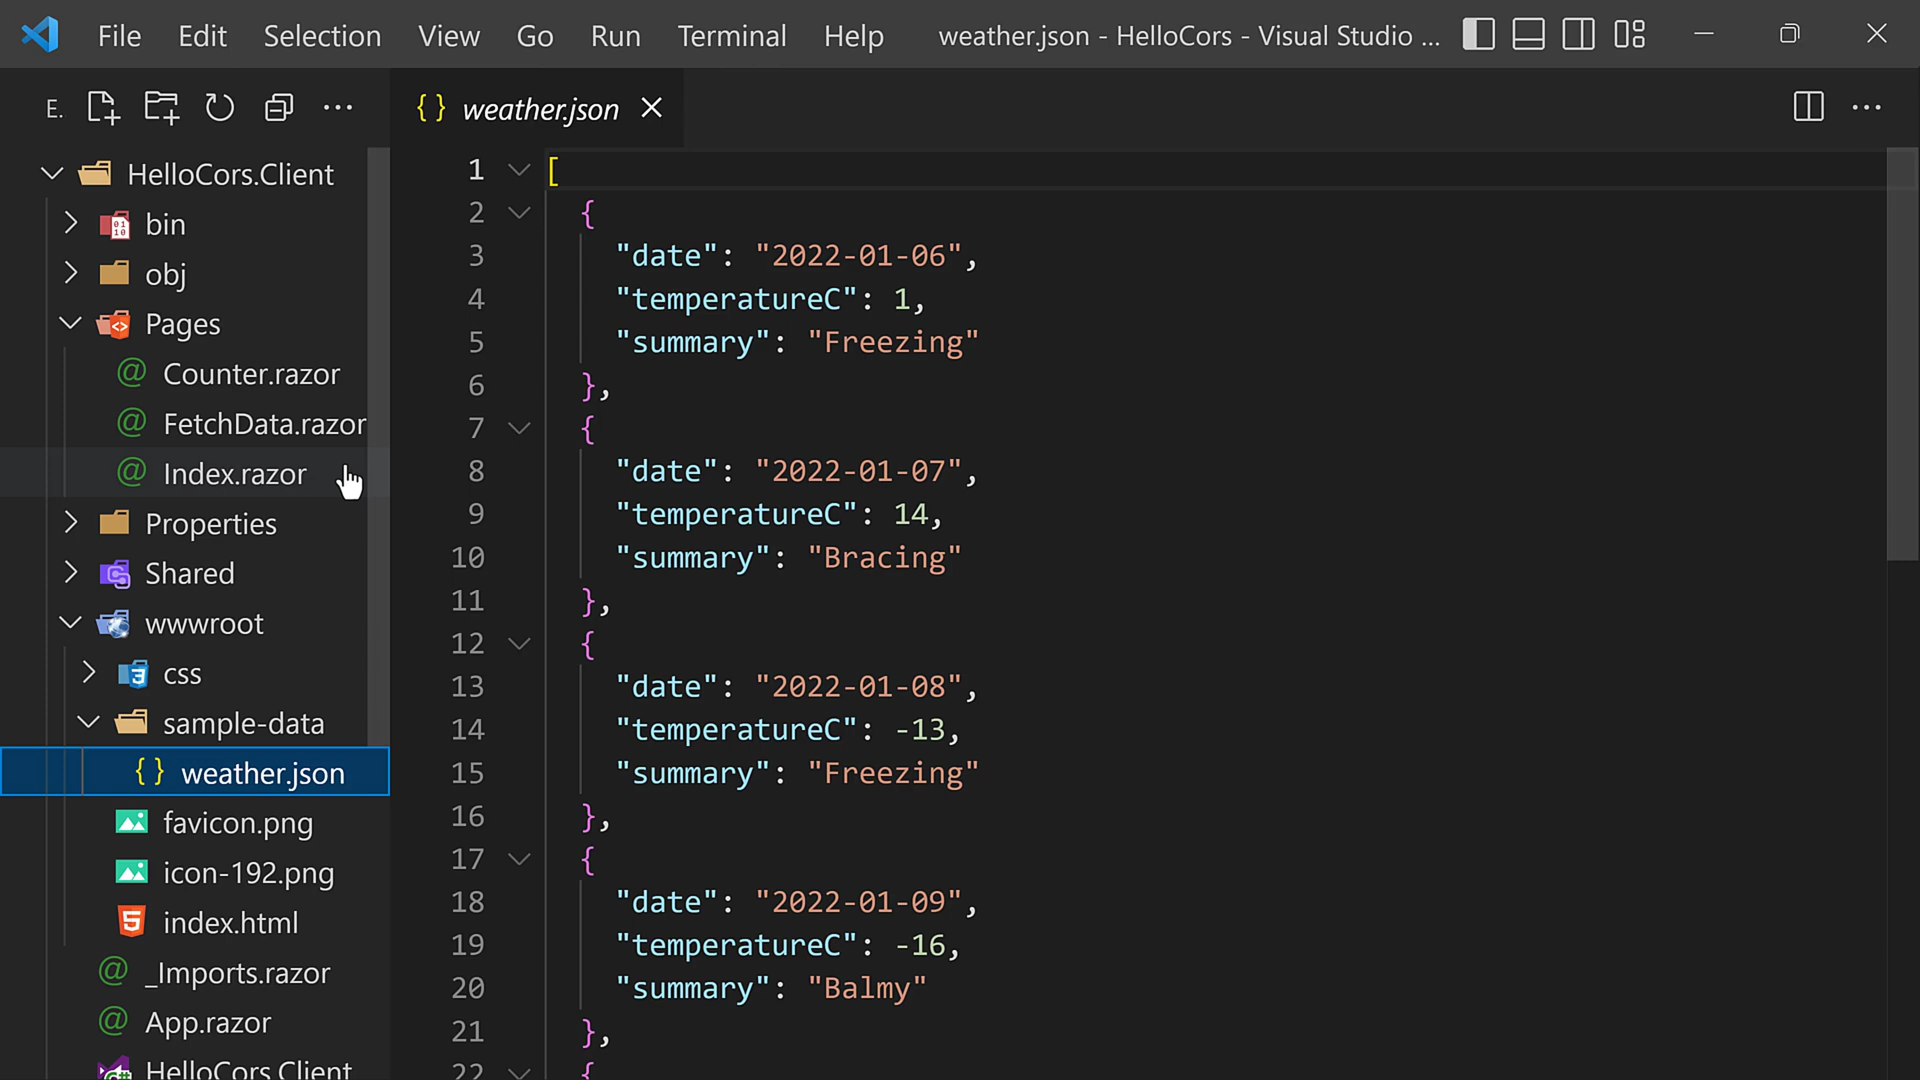 File Edit Selection View Go Run Terminal Help weather.json - HelloCors - Visual Studio ...
E.
weather.json
HelloCors.Client
bin
obj
Pages
Counter.razor
FetchData.razor
Index.razor
Properties
Shared
wwwroot
css
sample-data
{ } weather.json
favicon.png
icon-192.png
index.html
_Imports.razor
App.razor
HelloCors.Client
1 [
2 {
3 "date": "2022-01-06",
4 "temperatureC": 1,
5 "summary": "Freezing"
6 },
7 {
8 "date": "2022-01-07",
9 "temperatureC": 14,
10 "summary": "Bracing"
11 },
12 {
13 "date": "2022-01-08",
14 "temperatureC": -13,
15 "summary": "Freezing"
16 },
17 {
18 "date": "2022-01-09",
19 "temperatureC": -16,
20 "summary": "Balmy"
21 },
22 {